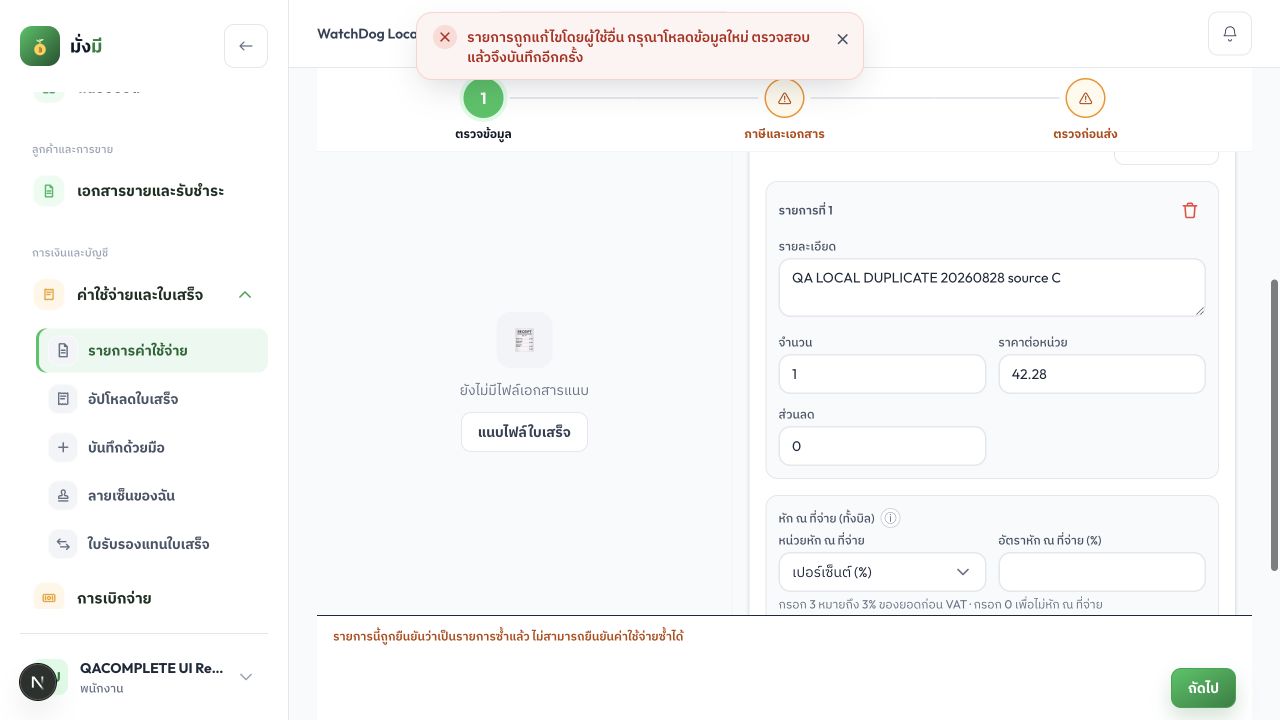 มั่งมี
ลูกค้าและการขาย
เอกสารขายและรับชำระ
การเงินและบัญชี
ค่าใช้จ่ายและใบเสร็จ
รายการค่าใช้จ่าย
อัปโหลดใบเสร็จ
บันทึกด้วยมือ
ลายเซ็นของฉัน
ใบรับรองแทนใบเสร็จ
การเบิกจ่าย
N
QACOMPLETE UI Re...
พนักงาน
WatchDog Loca
รายการถูกแก้ไขโดยผู้ใช้อื่น กรุณาโหลดข้อมูลใหม่ ตรวจสอบ
แล้วจึงบันทึกอีกครั้ง
1
ตรวจข้อมูล
ภาษีและเอกสาร
ตรวจก่อนส่ง
RECEIPT
ยังไม่มีไฟล์เอกสารแนบ
แนบไฟล์ใบเสร็จ
รายการที่ 1
รายละเอียด
QA LOCAL DUPLICATE 20260828 source C
จำนวน
ราคาต่อหน่วย
1
42.28
ส่วนลด
0
หัก ณ ที่จ่าย (ทั้งบิล)
หน่วยหัก ณ ที่จ่าย
อัตราหัก ณ ที่จ่าย (%)
เปอร์เซ็นต์ (%)
กรอก 3 หมายถึง 3% ของยอดก่อน VAT · กรอก 0 เพื่อไม่หัก ณ ที่จ่าย
รายการนี้ถูกยืนยันว่าเป็นรายการซ้ำแล้ว ไม่สามารถยืนยันค่าใช้จ่ายซ้ำได้
ถัดไป